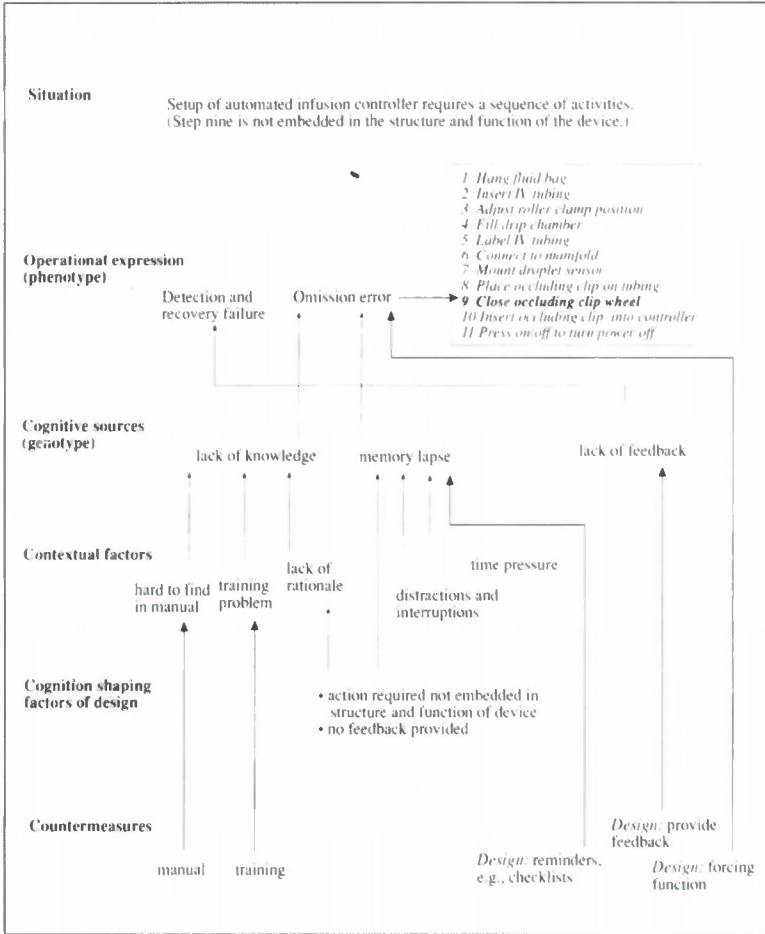 Situation
Setup of automated infusion controller requires a sequence of activities.
(Step nine is not embedded in the structure and function of the device.)
1 Hang fluid bag
2 Insert IV tubing
3 Adjust roller clamp position
4 Fill drip chamber
5 Label IV tubing
6 Connect to manifold
7 Mount droplet sensor
8 Place occluding clip on tubing
9 Close occluding clip wheel
10 Insert occluding clip into controller
11 Press on/off to turn power off
Operational expression
(phenotype)
Detection and
recovery failure
Omission error
Cognitive sources
(genotype)
lack of knowledge
memory lapse
lack of feedback
Contextual factors
hard to find
in manual
training
problem
lack of
rationale
distractions and
interruptions
time pressure
Cognition shaping
factors of design
• action required not embedded in
structure and function of device
• no feedback provided
Countermeasures
manual
training
Design: reminders,
e.g., checklists
Design: provide
feedback
Design: forcing
function